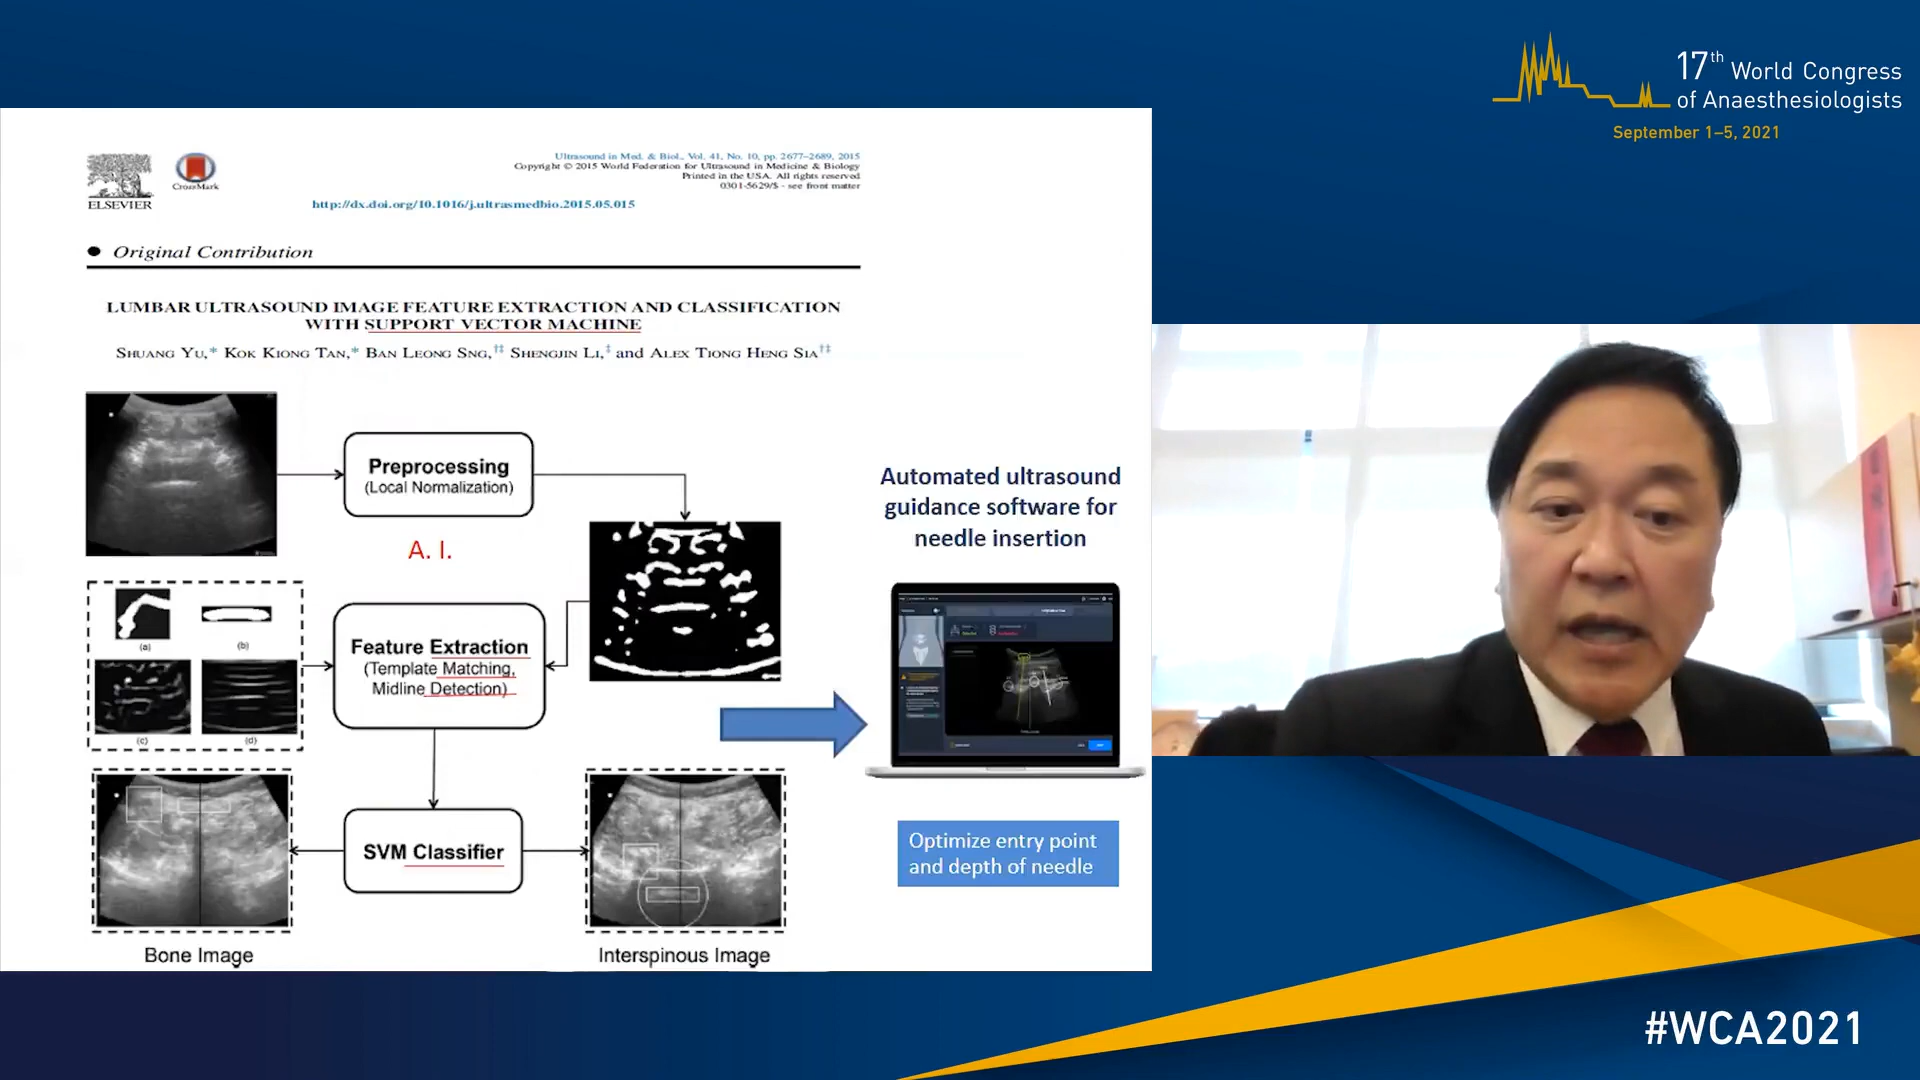 17th World Congress
of Anaesthesiologists
September 1–5, 2021
ELSEVIER
CrossMark
Ultrasound in Med. & Biol., Vol. 41, No. 10, pp. 2677–2689, 2015
Copyright © 2015 World Federation for Ultrasound in Medicine & Biology
Printed in the USA. All rights reserved
0301-5629/$ - see front matter
http://dx.doi.org/10.1016/j.ultrasmedbio.2015.05.015
● Original Contribution
LUMBAR ULTRASOUND IMAGE FEATURE EXTRACTION AND CLASSIFICATION
WITH SUPPORT VECTOR MACHINE
SHUANG YU,* KOK KIONG TAN,* BAN LEONG SNG,†‡ SHENGJIN LI,‡ and ALEX TIONG HENG SIA†‡
Preprocessing
(Local Normalization)
A. I.
(a)
(b)
(c)
(d)
Feature Extraction
(Template Matching,
Midline Detection)
SVM Classifier
Bone Image
Interspinous Image
Automated ultrasound
guidance software for
needle insertion
Optimize entry point
and depth of needle
#WCA2021